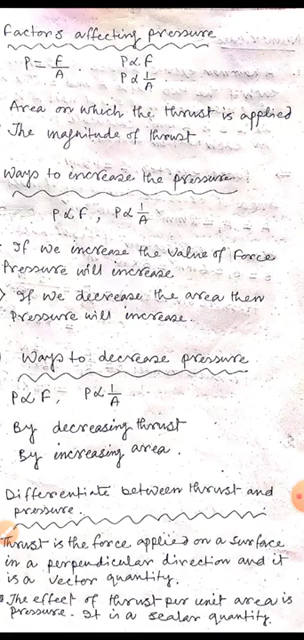 Factors affecting pressure
P = F/A    P∝F
P∝1/A
Area on which the thrust is applied
The magnitude of thrust
Ways to increase the pressure
P∝F, P∝1/A
If we increase the value of Force
Pressure will increase
If we decrease the area then
Pressure will increase.
Ways to decrease pressure
P∝F, P∝1/A
By decreasing thrust
By increasing area.
Differentiate between thrust and
pressure.
Thrust is the force applied on a surface
in a perpendicular direction and it
is a vector quantity.
The effect of thrust per unit area is
pressure. It is a scalar quantity.